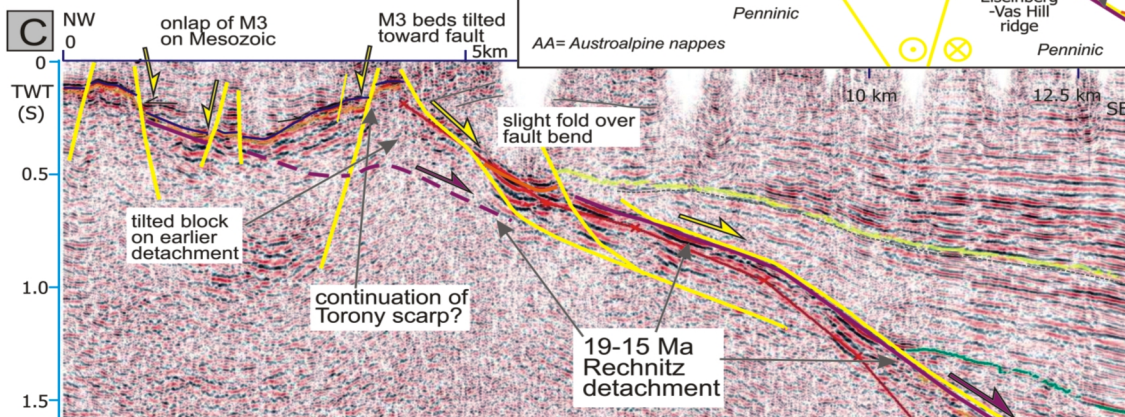 C
NW
0
onlap of M3
on Mesozoic
M3 beds tilted
toward fault
5km
Penninic
AA= Austroalpine nappes
Eisenberg
-Vas Hill
ridge
Penninic
0
TWT
(S)
10 km
12.5 km
SE
slight fold over
fault bend
0.5
tilted block
on earlier
detachment
1.0
continuation of
Torony scarp?
19-15 Ma
Rechnitz
detachment
1.5